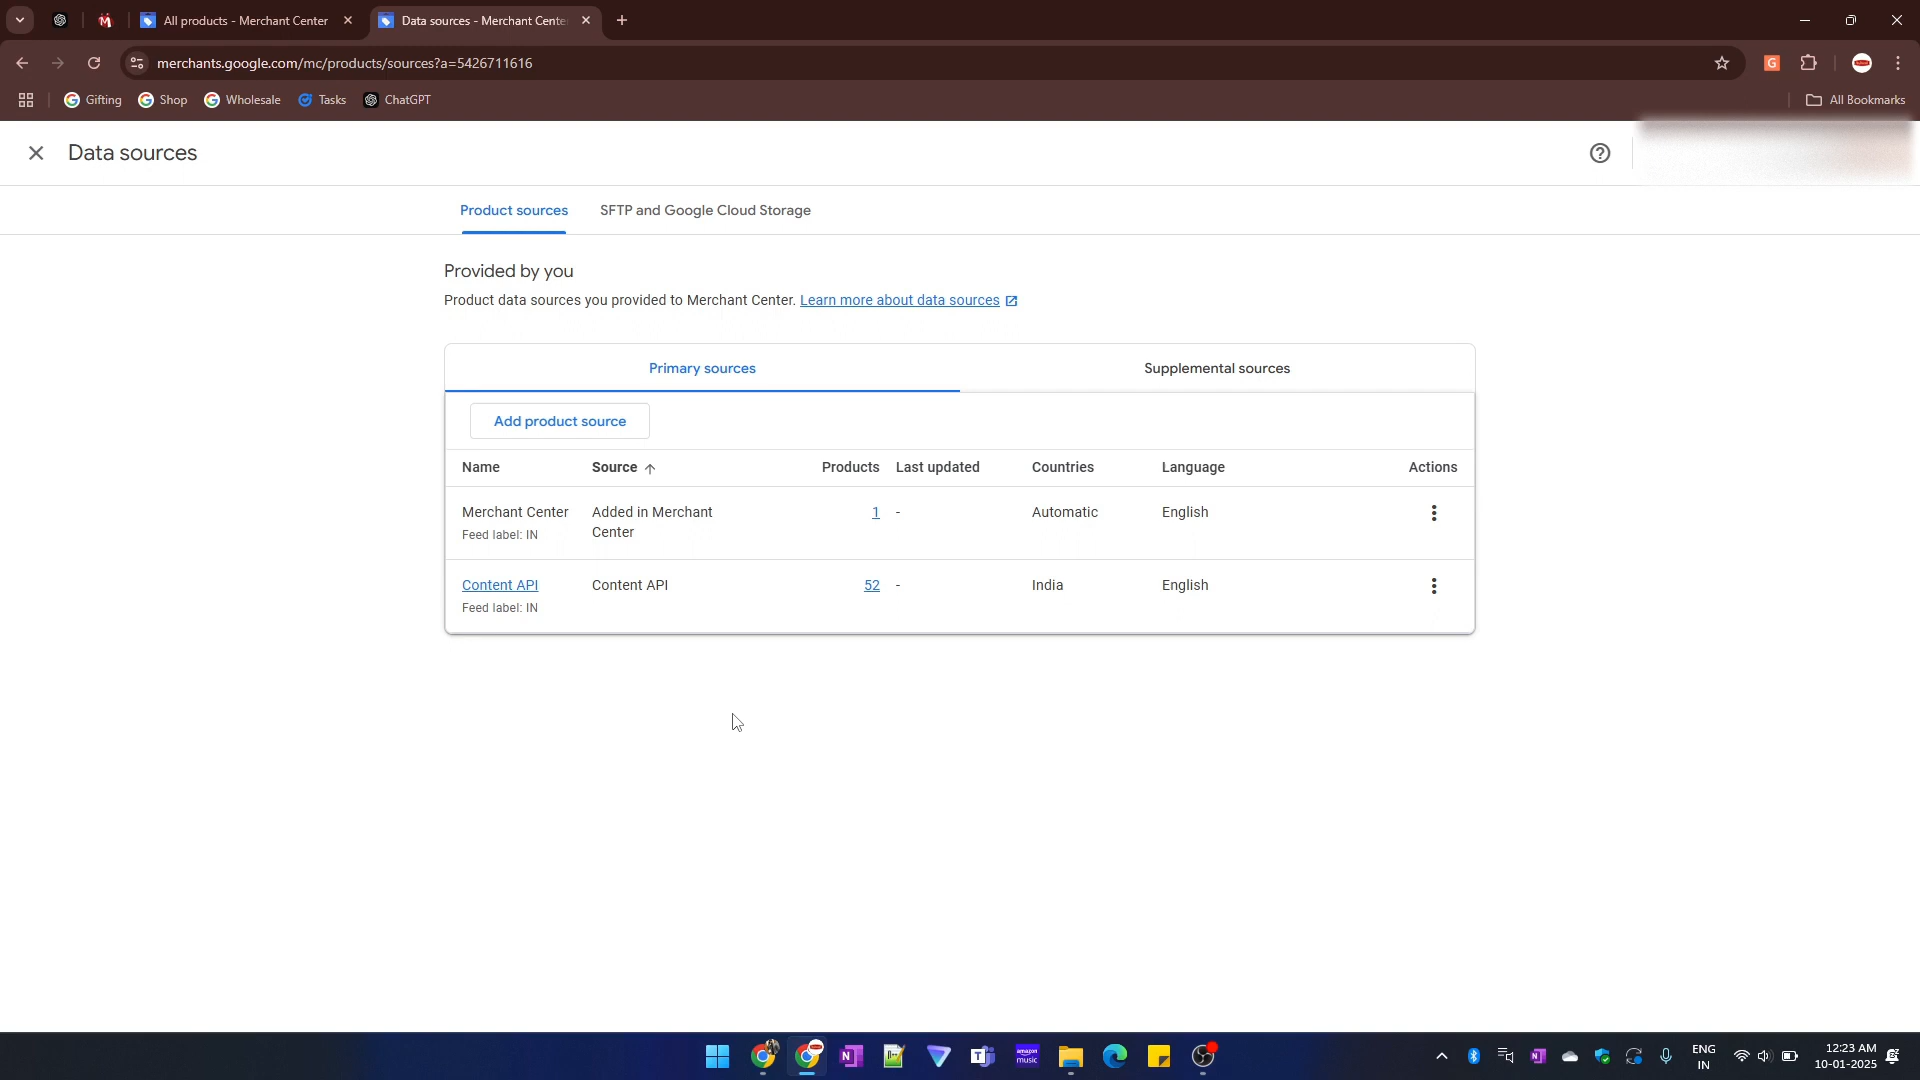 All products - Merchant Center
Data sources - Merchant Cente
merchants.google.com/mc/products/sources?a=5426711616
G
Gifting
Shop
Wholesale
Tasks
ChatGPT
All Bookmarks
Data sources
Product sources
SFTP and Google Cloud Storage
Provided by you
Product data sources you provided to Merchant Center. Learn more about data sources
Primary sources
Supplemental sources
Add product source
Name Source Products Last updated Countries Language Actions
Merchant Center Added in Merchant 1 - Automatic English
Feed label: IN Center
Content API Content API 52 - India English
Feed label: IN
ENG 12:23 AM
IN 10-01-2025